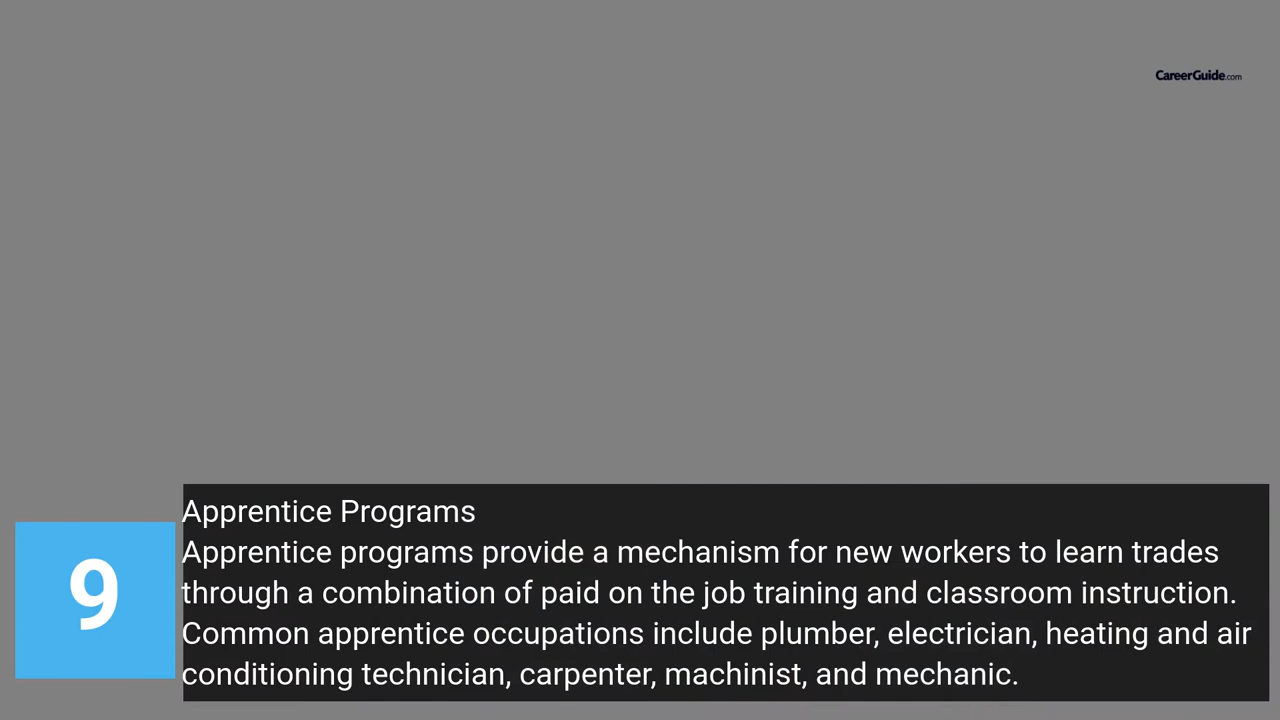 CareerGuide.com
Apprentice Programs
Apprentice programs provide a mechanism for new workers to learn trades
through a combination of paid on the job training and classroom instruction.
Common apprentice occupations include plumber, electrician, heating and air
conditioning technician, carpenter, machinist, and mechanic.
9